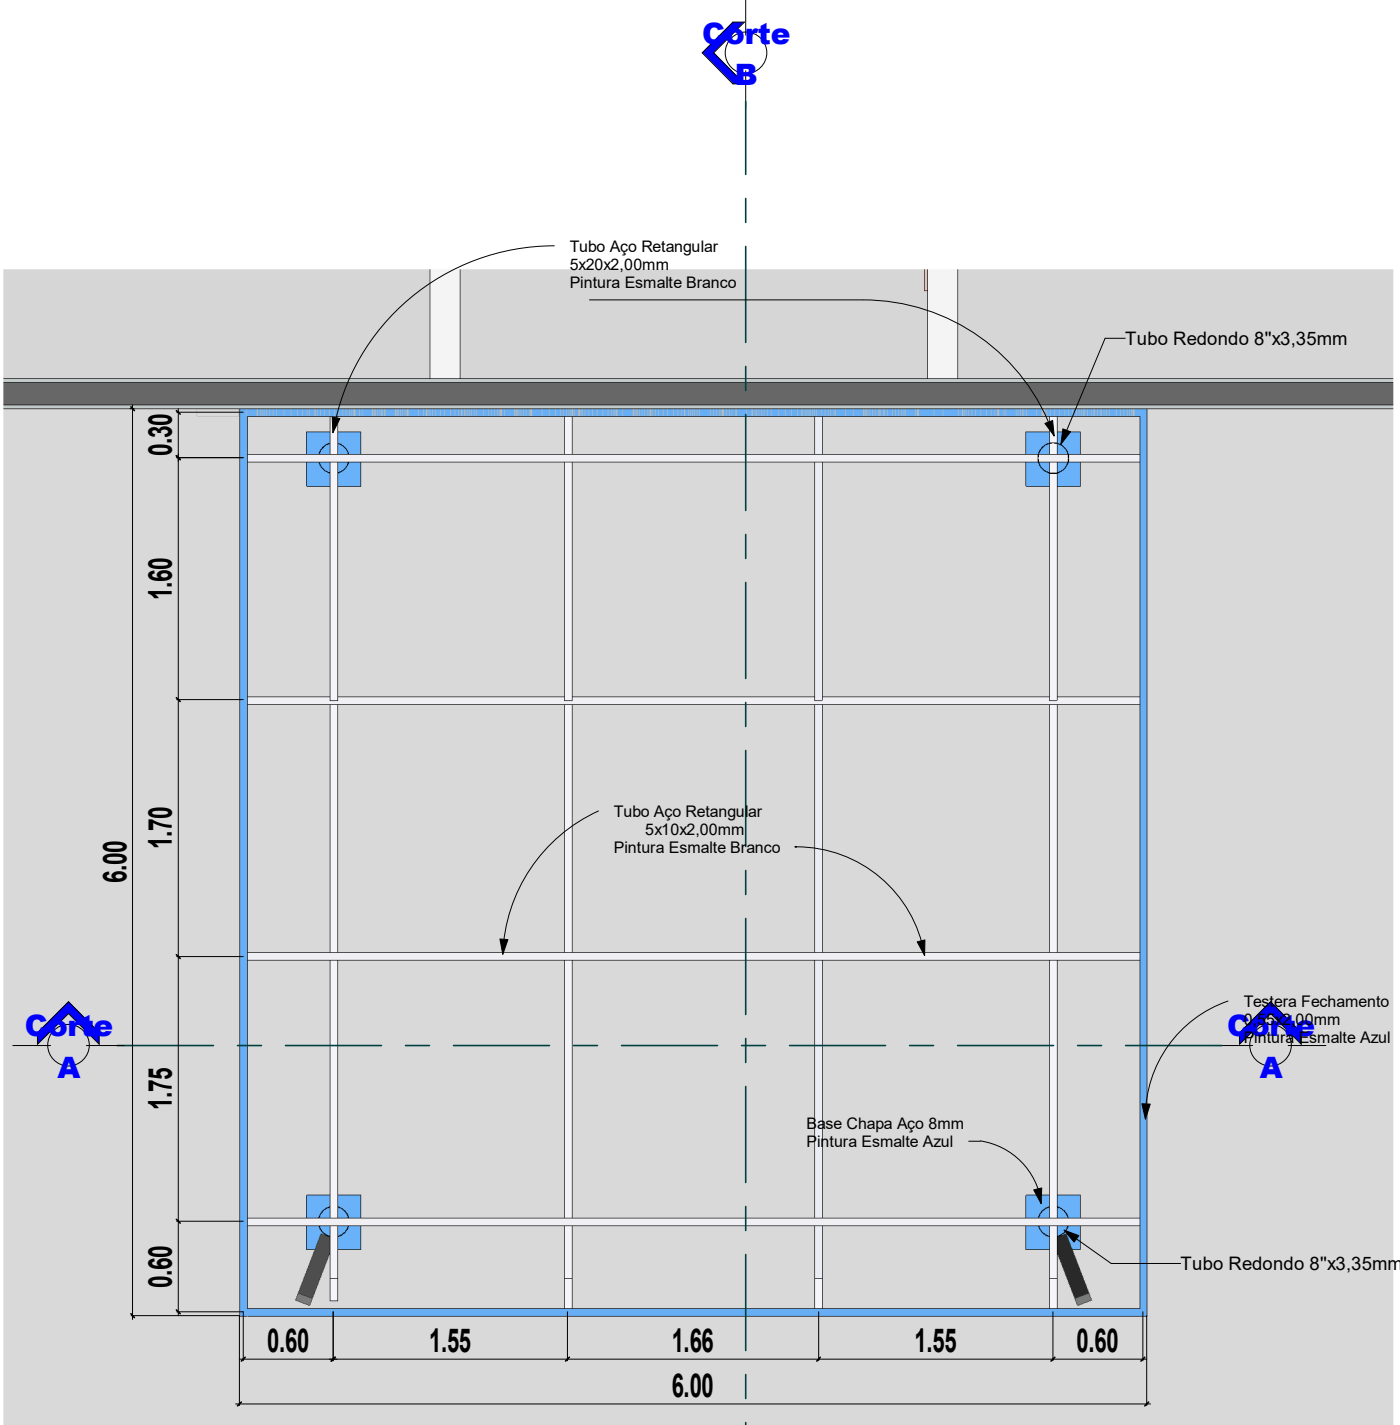 Corte
B
Tubo Aço Retangular
5x20x2,00mm
Pintura Esmalte Branco
Tubo Redondo 8"x3,35mm
0.30
1.60
1.70
6.00
1.75
0.60
Tubo Aço Retangular
5x10x2,00mm
Pintura Esmalte Branco
Corte
A
Testera Fechamento
Pintura Esmalte Azul
Corte
A
Base Chapa Aço 8mm
Pintura Esmalte Azul
Tubo Redondo 8"x3,35mm
0.60
1.55
1.66
1.55
0.60
6.00